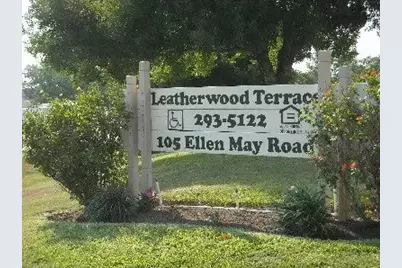 Leatherwood Terrace
293-5122
105 Ellen May Road